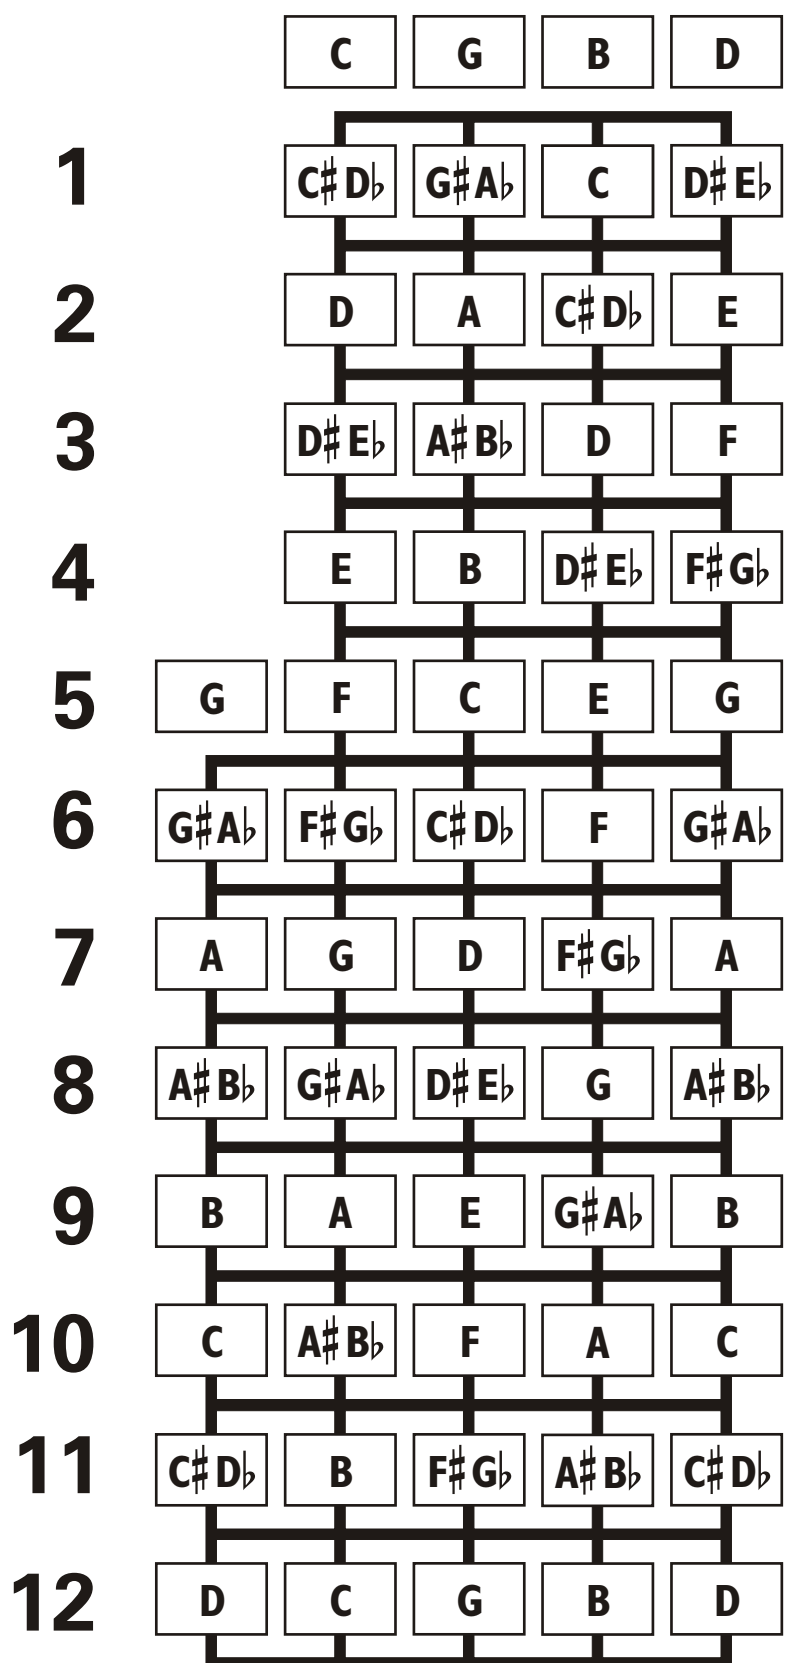 C G B D
1 C♯D♭ G♯A♭ C D♯E♭
2 D A C♯D♭ E
3 D♯E♭ A♯B♭ D F
4 E B D♯E♭ F♯G♭
5 G F C E G
6 G♯A♭ F♯G♭ C♯D♭ F G♯A♭
7 A G D F♯G♭ A
8 A♯B♭ G♯A♭ D♯E♭ G A♯B♭
9 B A E G♯A♭ B
10 C A♯B♭ F A C
11 C♯D♭ B F♯G♭ A♯B♭ C♯D♭
12 D C G B D